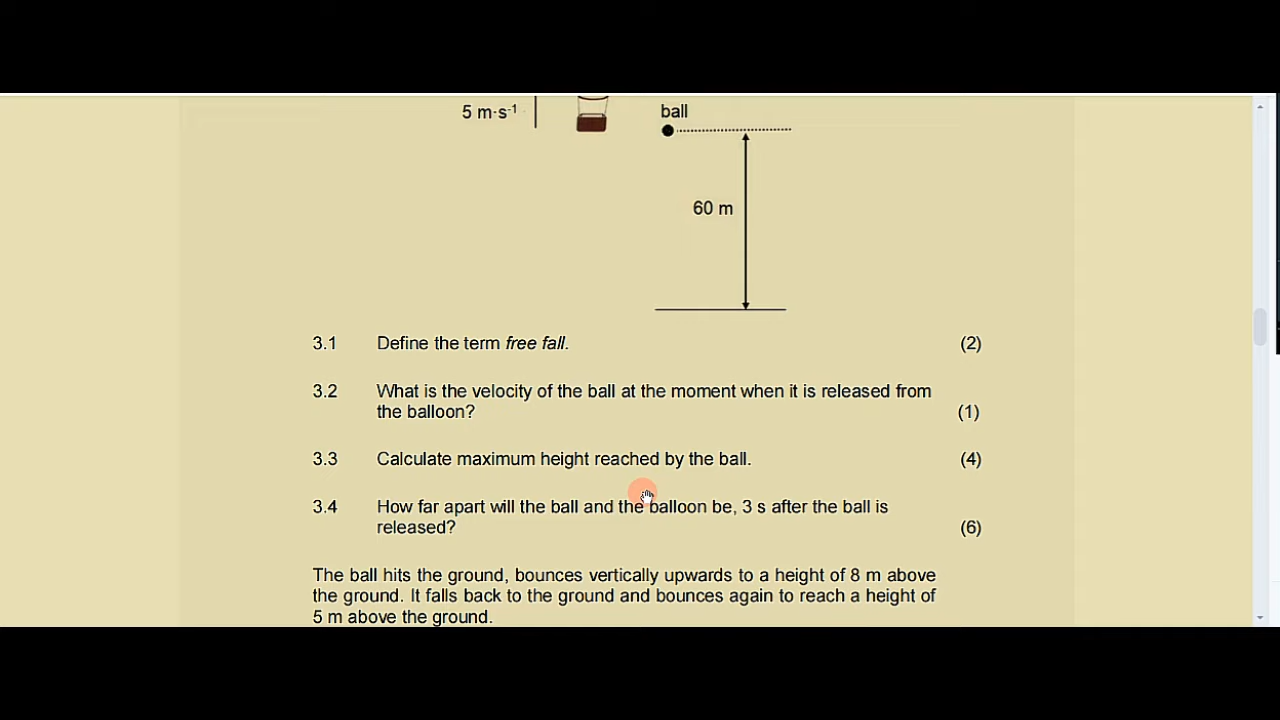 5 m·s-1
ball
60 m
3.1 Define the term free fall. (2)
3.2 What is the velocity of the ball at the moment when it is released from
the balloon? (1)
3.3 Calculate maximum height reached by the ball. (4)
3.4 How far apart will the ball and the balloon be, 3 s after the ball is
released? (6)
The ball hits the ground, bounces vertically upwards to a height of 8 m above
the ground. It falls back to the ground and bounces again to reach a height of
5 m above the ground.